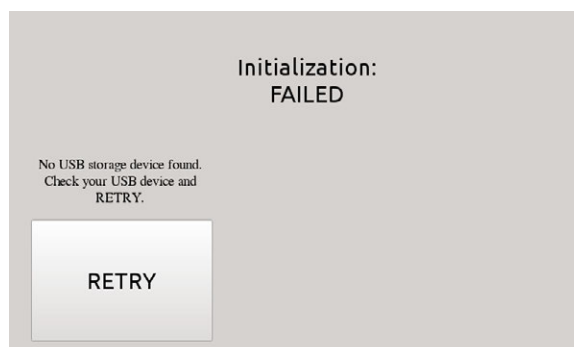 Initialization:
FAILED
No USB storage device found.
Check your USB device and
RETRY.
RETRY